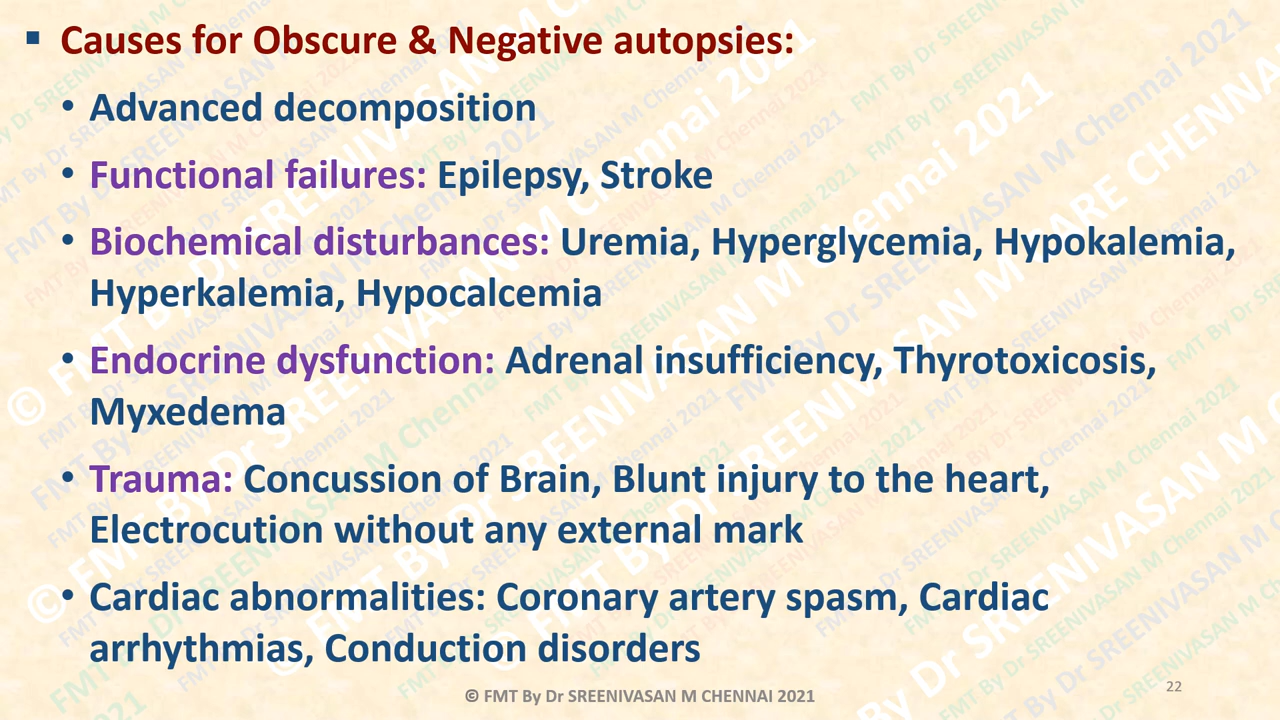 ▪ Causes for Obscure & Negative autopsies:
• Advanced decomposition
• Functional failures: Epilepsy, Stroke
• Biochemical disturbances: Uremia, Hyperglycemia, Hypokalemia,
Hyperkalemia, Hypocalcemia
• Endocrine dysfunction: Adrenal insufficiency, Thyrotoxicosis,
Myxedema
• Trauma: Concussion of Brain, Blunt injury to the heart,
Electrocution without any external mark
• Cardiac abnormalities: Coronary artery spasm, Cardiac
arrhythmias, Conduction disorders
© FMT By Dr SREENIVASAN M CHENNAI 2021
22